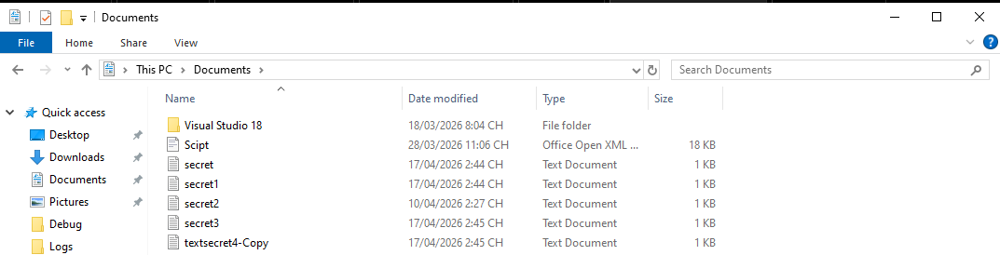 Documents
File Home Share View
This PC Documents Search Documents
Name Date modified Type Size
Quick access
Desktop
Downloads
Documents
Pictures
Debug
Logs
Visual Studio 18 18/03/2026 8:04 CH File folder
Scipt 28/03/2026 11:06 CH Office Open XML ... 18 KB
secret 17/04/2026 2:44 CH Text Document 1 KB
secret1 17/04/2026 2:44 CH Text Document 1 KB
secret2 10/04/2026 2:27 CH Text Document 1 KB
secret3 17/04/2026 2:45 CH Text Document 1 KB
textsecret4-Copy 17/04/2026 2:45 CH Text Document 1 KB